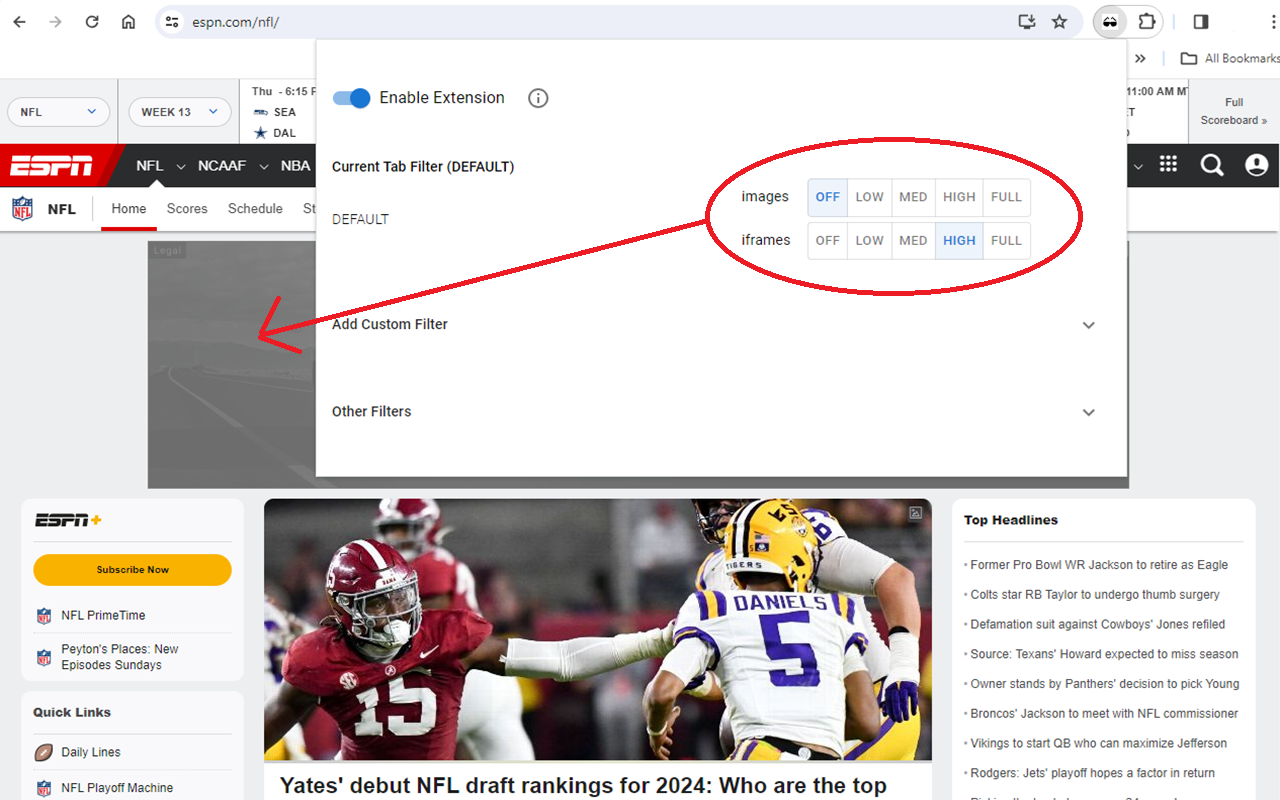 espn.com/nfl/
All Bookmarks
NFL
WEEK 13
Thu - 6:15 P
SEA
DAL
11:00 AM M
Full
Scoreboard »
Enable Extension
ESPN
NFL
NCAAF
NBA
Current Tab Filter (DEFAULT)
images
OFF LOW MED HIGH FULL
DEFAULT
iframes
OFF LOW MED HIGH FULL
NFL
Home
Scores
Schedule
St
Legal
Add Custom Filter
Other Filters
ESPN+
Subscribe Now
NFL PrimeTime
Peyton's Places: New
Episodes Sundays
Quick Links
Daily Lines
NFL Playoff Machine
15
BAMA
15
TIGERS
DANIELS
5
Yates' debut NFL draft rankings for 2024: Who are the top
Top Headlines
Former Pro Bowl WR Jackson to retire as Eagle
Colts star RB Taylor to undergo thumb surgery
Defamation suit against Cowboys' Jones refiled
Source: Texans' Howard expected to miss season
Owner stands by Panthers' decision to pick Young
Broncos' Jackson to meet with NFL commissioner
Vikings to start QB who can maximize Jefferson
Rodgers: Jets' playoff hopes a factor in return